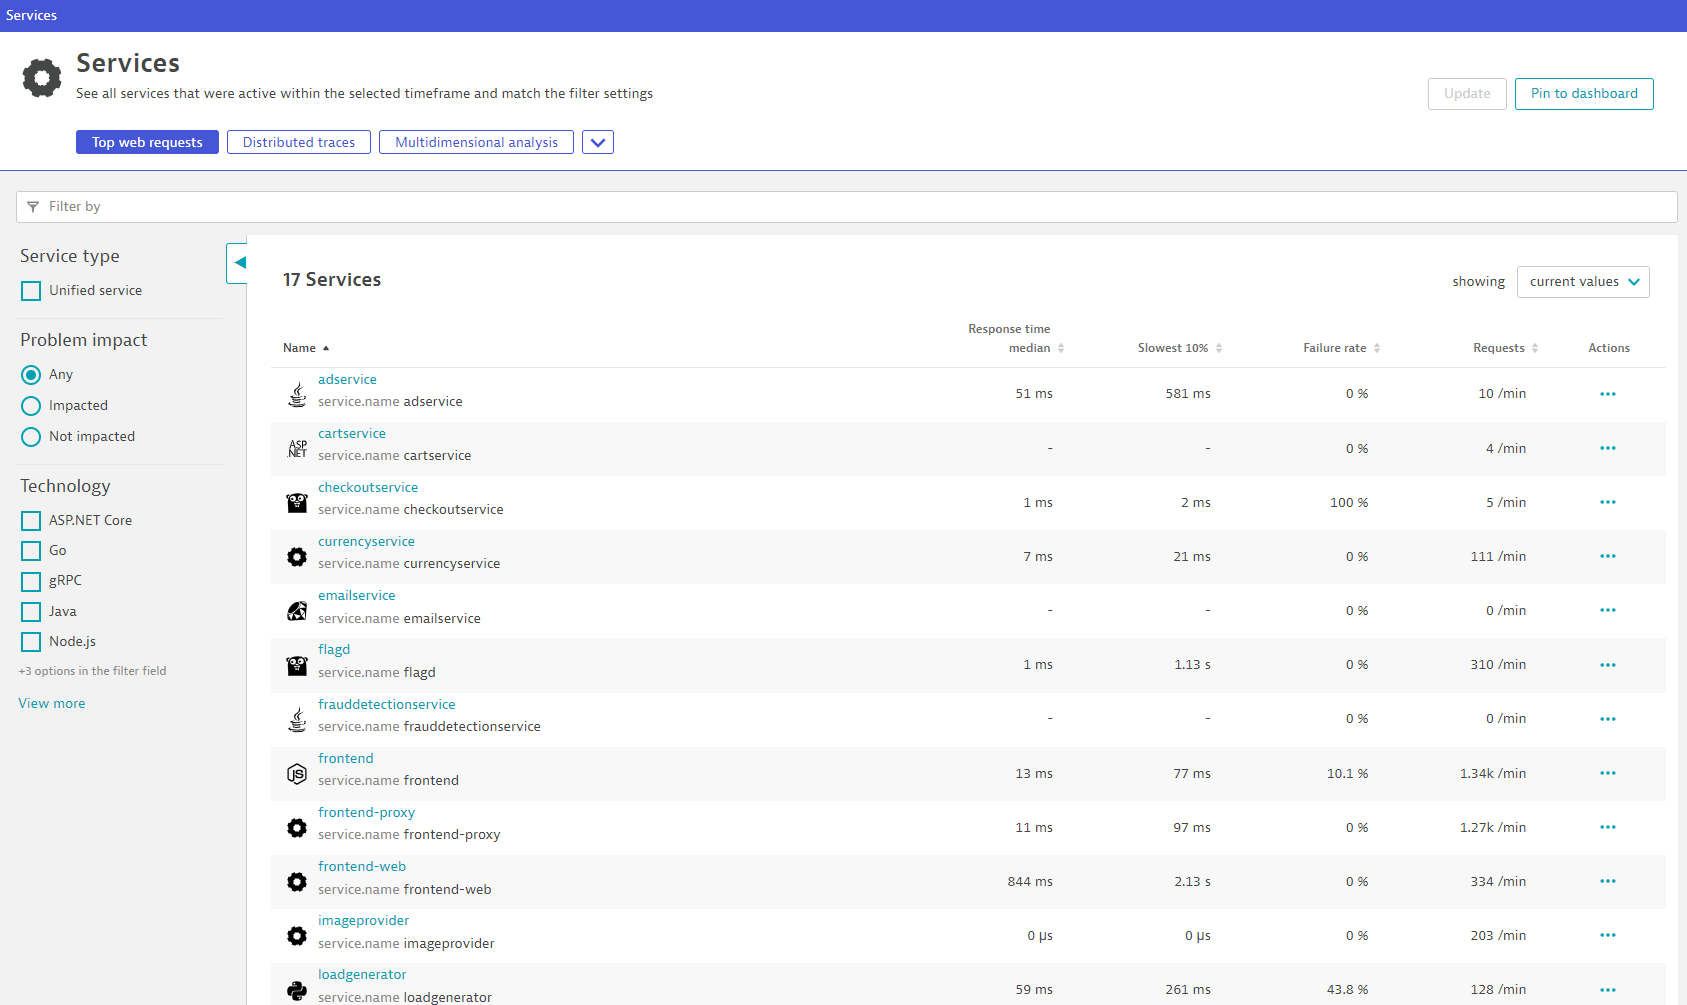 Services
Services
See all services that were active within the selected timeframe and match the filter settings
Update
Pin to dashboard
Top web requests
Distributed traces
Multidimensional analysis
Filter by
Service type
Unified service
Problem impact
Any
Impacted
Not impacted
Technology
ASP.NET Core
Go
gRPC
Java
Node.js
+3 options in the filter field
View more
17 Services
showing
current values
Name
Response time
median
Slowest 10%
Failure rate
Requests
Actions
adservice
service.name adservice
51 ms 581 ms 0 % 10 /min
ASP
.NET
cartservice
service.name cartservice
- - 0 % 4 /min
checkoutservice
service.name checkoutservice
1 ms 2 ms 100 % 5 /min
currencyservice
service.name currencyservice
7 ms 21 ms 0 % 111 /min
emailservice
service.name emailservice
- - 0 % 0 /min
flagd
service.name flagd
1 ms 1.13 s 0 % 310 /min
frauddetectionservice
service.name frauddetectionservice
- - 0 % 0 /min
JS
frontend
service.name frontend
13 ms 77 ms 10.1 % 1.34k /min
frontend-proxy
service.name frontend-proxy
11 ms 97 ms 0 % 1.27k /min
frontend-web
service.name frontend-web
844 ms 2.13 s 0 % 334 /min
imageprovider
service.name imageprovider
0 µs 0 µs 0 % 203 /min
loadgenerator
service.name loadgenerator
59 ms 261 ms 43.8 % 128 /min